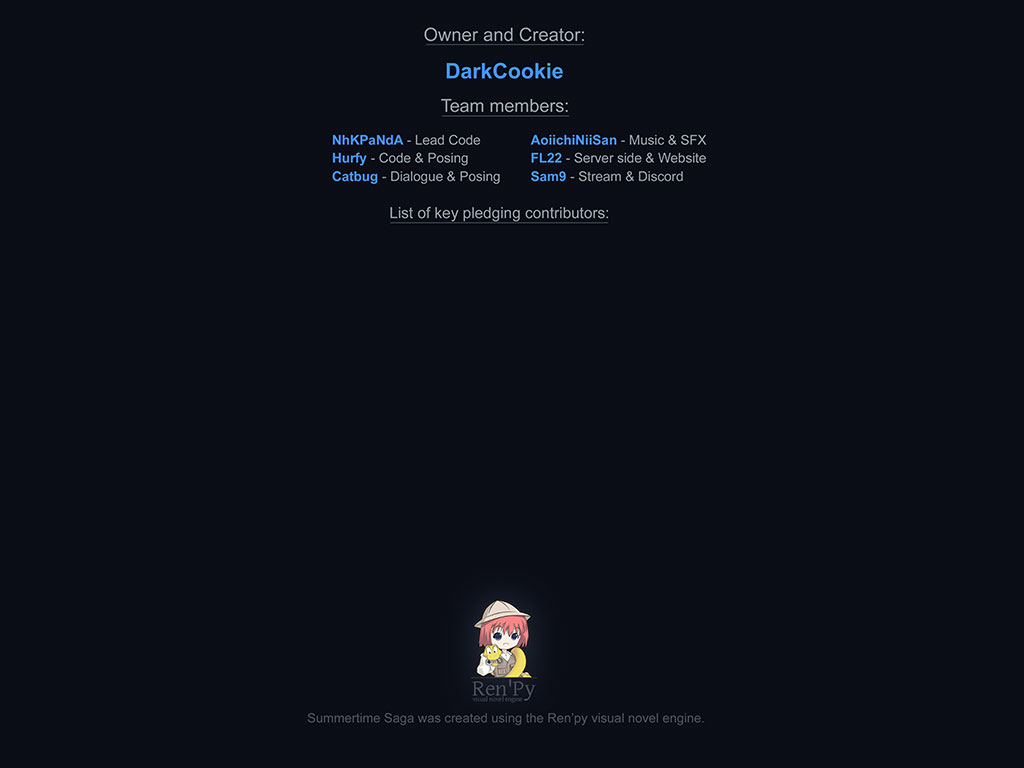 Owner and Creator:
DarkCookie
Team members:
NhKPaNdA - Lead Code
Hurfy - Code & Posing
Catbug - Dialogue & Posing
AoiichiNiiSan - Music & SFX
FL22 - Server side & Website
Sam9 - Stream & Discord
List of key pledging contributors:
Ren'Py
visual novel engine
Summertime Saga was created using the Ren'py visual novel engine.